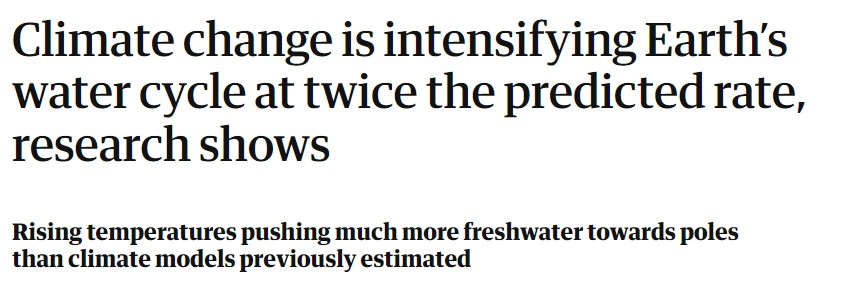 Climate change is intensifying Earth’s
water cycle at twice the predicted rate,
research shows
Rising temperatures pushing much more freshwater towards poles
than climate models previously estimated